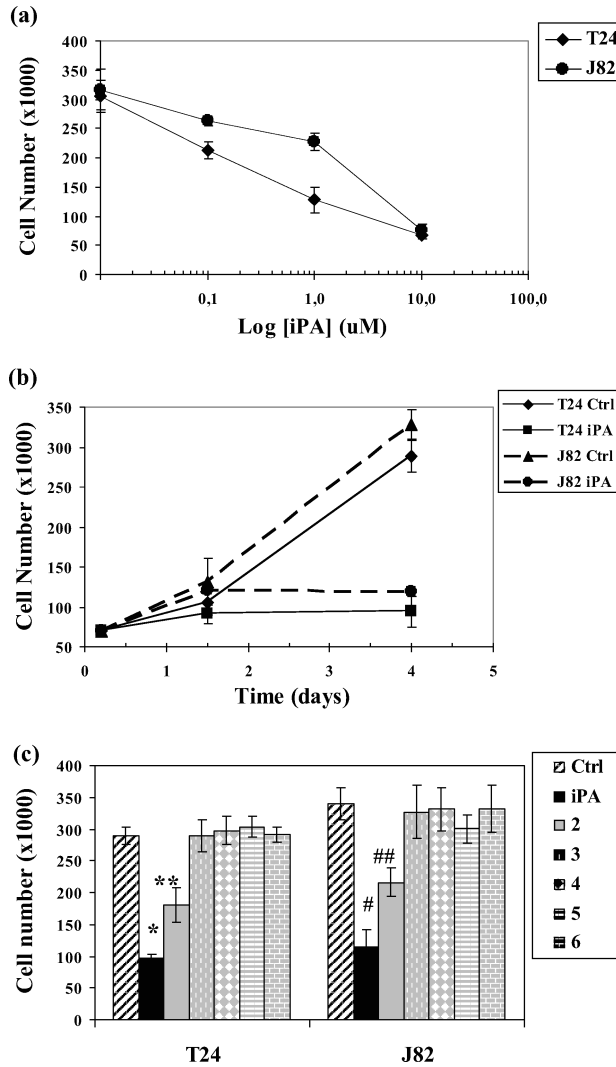 (a)
400
350
300
250
200
150
100
50
0
Cell Number (x1000)
0,1
1,0
10,0
100,0
Log [iPA] (uM)
T24
J82
(b)
350
300
250
200
150
100
50
Cell Number (x1000)
0
1
2
3
4
5
Time (days)
T24 Ctrl
T24 iPA
J82 Ctrl
J82 iPA
(c)
400
350
300
250
200
150
100
50
0
Cell number (x1000)
*
**
#
##
T24
J82
Ctrl
iPA
2
3
4
5
6